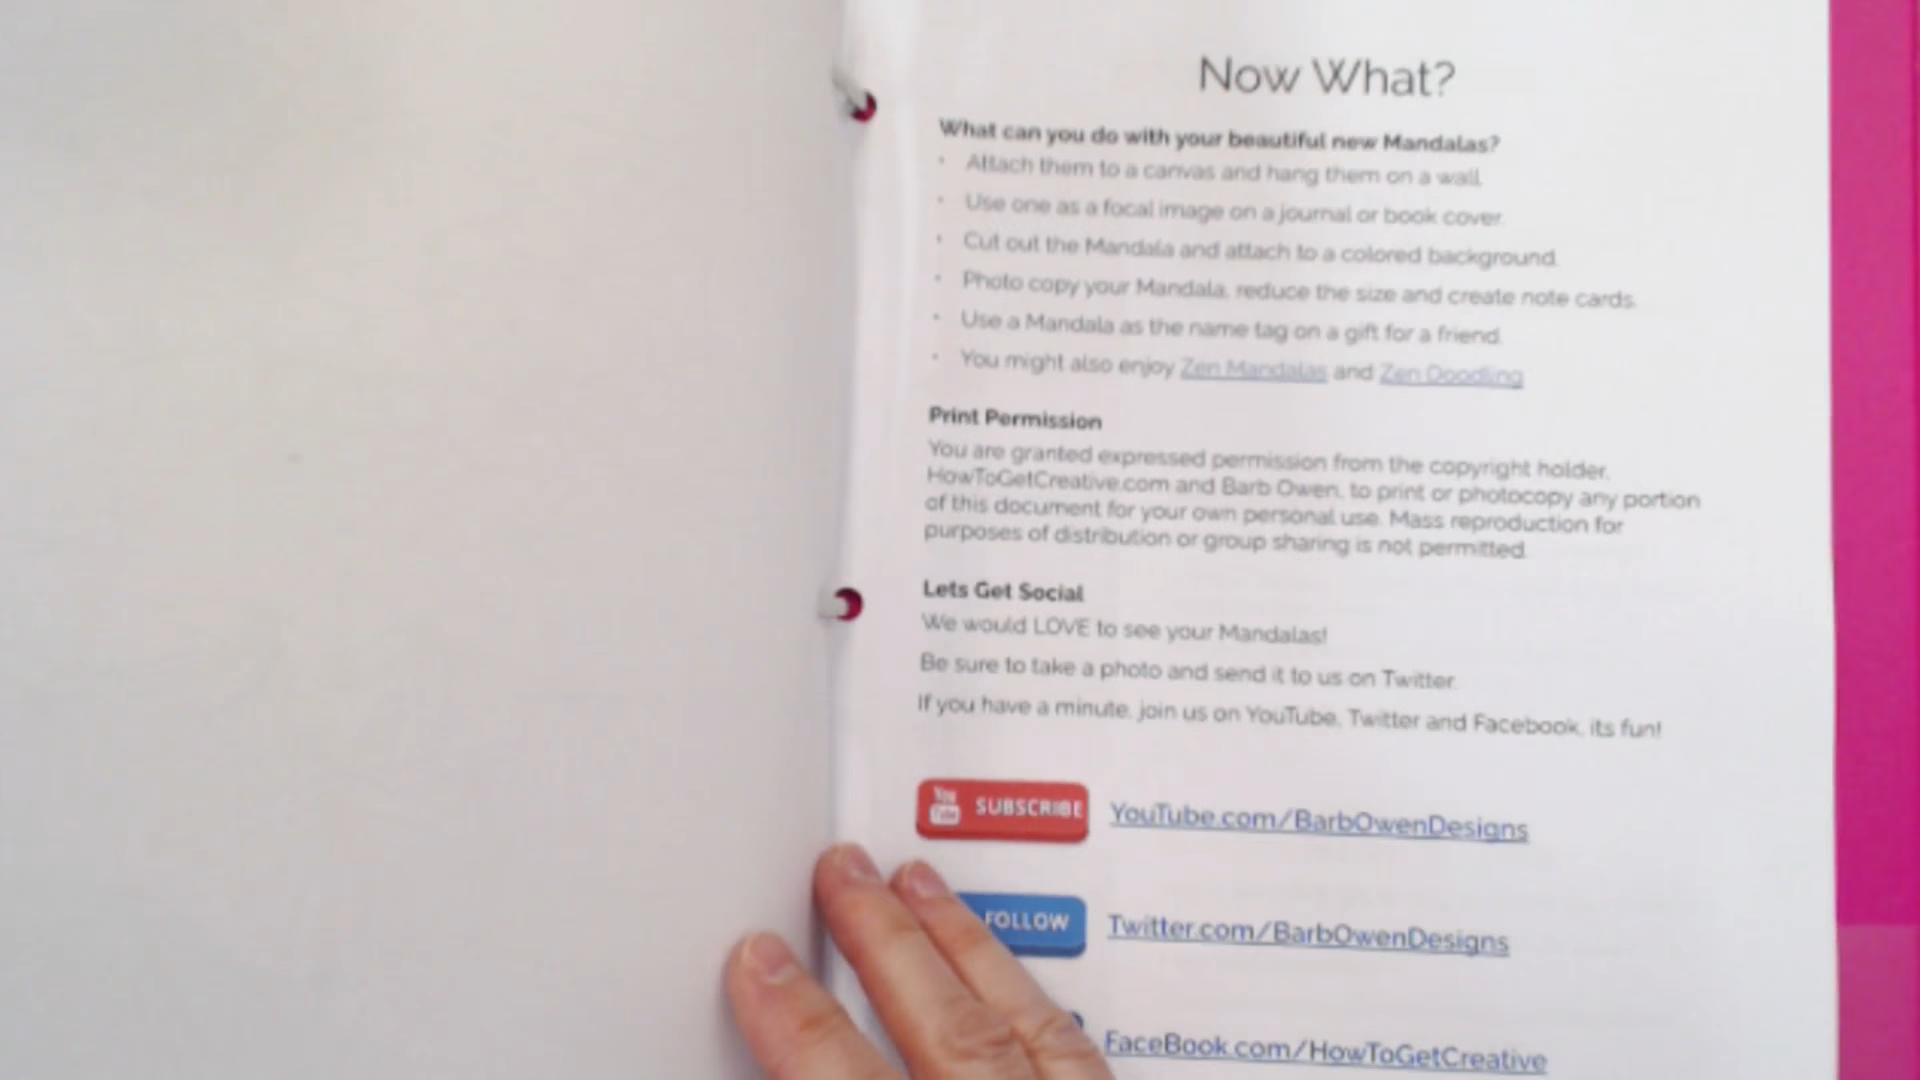 Now What?
What can you do with your beautiful new Mandalas?
• Attach them to a canvas and hang them on a wall.
• Use one as a focal image on a journal or book cover.
• Cut out the Mandala and attach to a colored background.
• Photo copy your Mandala, reduce the size and create note cards.
• Use a Mandala as the name tag on a gift for a friend.
• You might also enjoy Zen Mandalas and Zen Doodling
Print Permission
You are granted expressed permission from the copyright holder,
HowToGetCreative.com and Barb Owen, to print or photocopy any portion
of this document for your own personal use. Mass reproduction for
purposes of distribution or group sharing is not permitted.
Lets Get Social
We would LOVE to see your Mandalas!
Be sure to take a photo and send it to us on Twitter.
If you have a minute, join us on YouTube, Twitter and Facebook, its fun!
You Tube SUBSCRIBE YouTube.com/BarbOwenDesigns
FOLLOW Twitter.com/BarbOwenDesigns
FaceBook.com/HowToGetCreative